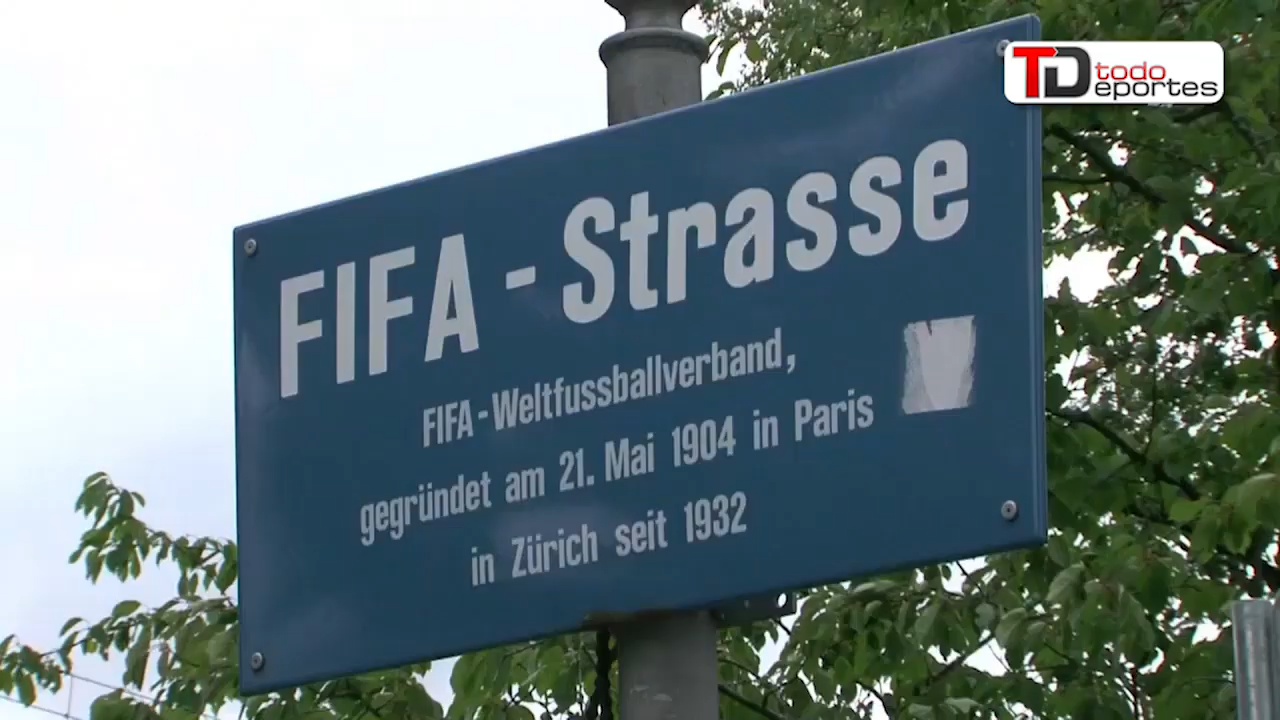 TD todo
Deportes
FIFA - Strasse
FIFA - Weltfussballverband,
gegründet am 21. Mai 1904 in Paris
in Zürich seit 1932